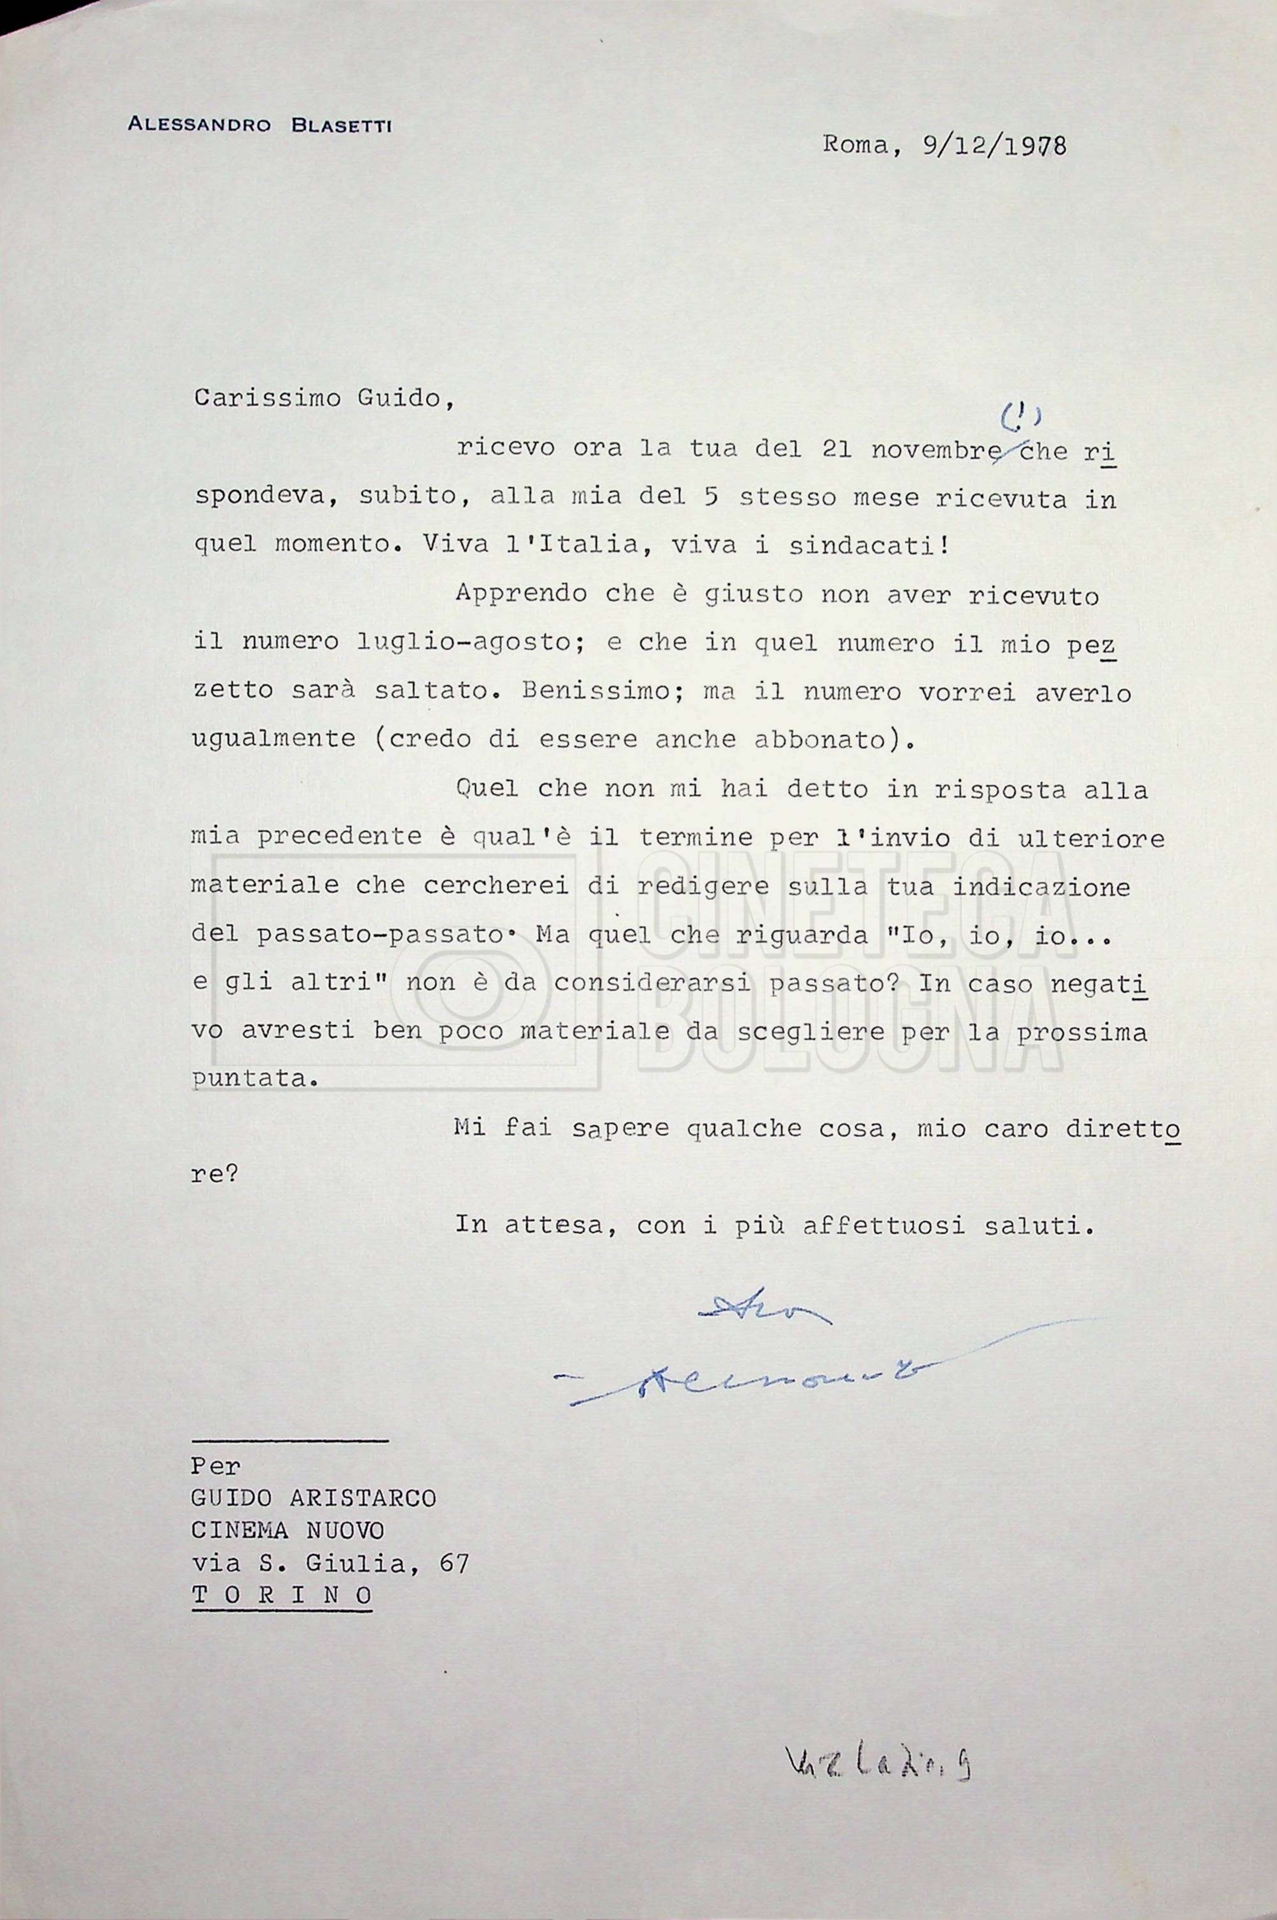 ALESSANDRO BLASETTI
Roma, 9/12/1978
Carissimo Guido,
(!)
ricevo ora la tua del 21 novembre che ri
spondeva, subito, alla mia del 5 stesso mese ricevuta in
quel momento. Viva l'Italia, viva i sindacati!
Apprendo che è giusto non aver ricevuto
il numero luglio-agosto; e che in quel numero il mio pez
zetto sarà saltato. Benissimo; ma il numero vorrei averlo
ugualmente (credo di essere anche abbonato).
Quel che non mi hai detto in risposta alla
mia precedente è qual'è il termine per l'invio di ulteriore
materiale che cercherei di redigere sulla tua indicazione
del passato-passato. Ma quel che riguarda "Io, io, io...
e gli altri" non è da considerarsi passato? In caso negati
vo avresti ben poco materiale da scegliere per la prossima
puntata.
Mi fai sapere qualche cosa, mio caro diretto
re?
In attesa, con i più affettuosi saluti.
Per
GUIDO ARISTARCO
CINEMA NUOVO
via S. Giulia, 67
T O R I N O
CINETECA
BOLOGNA